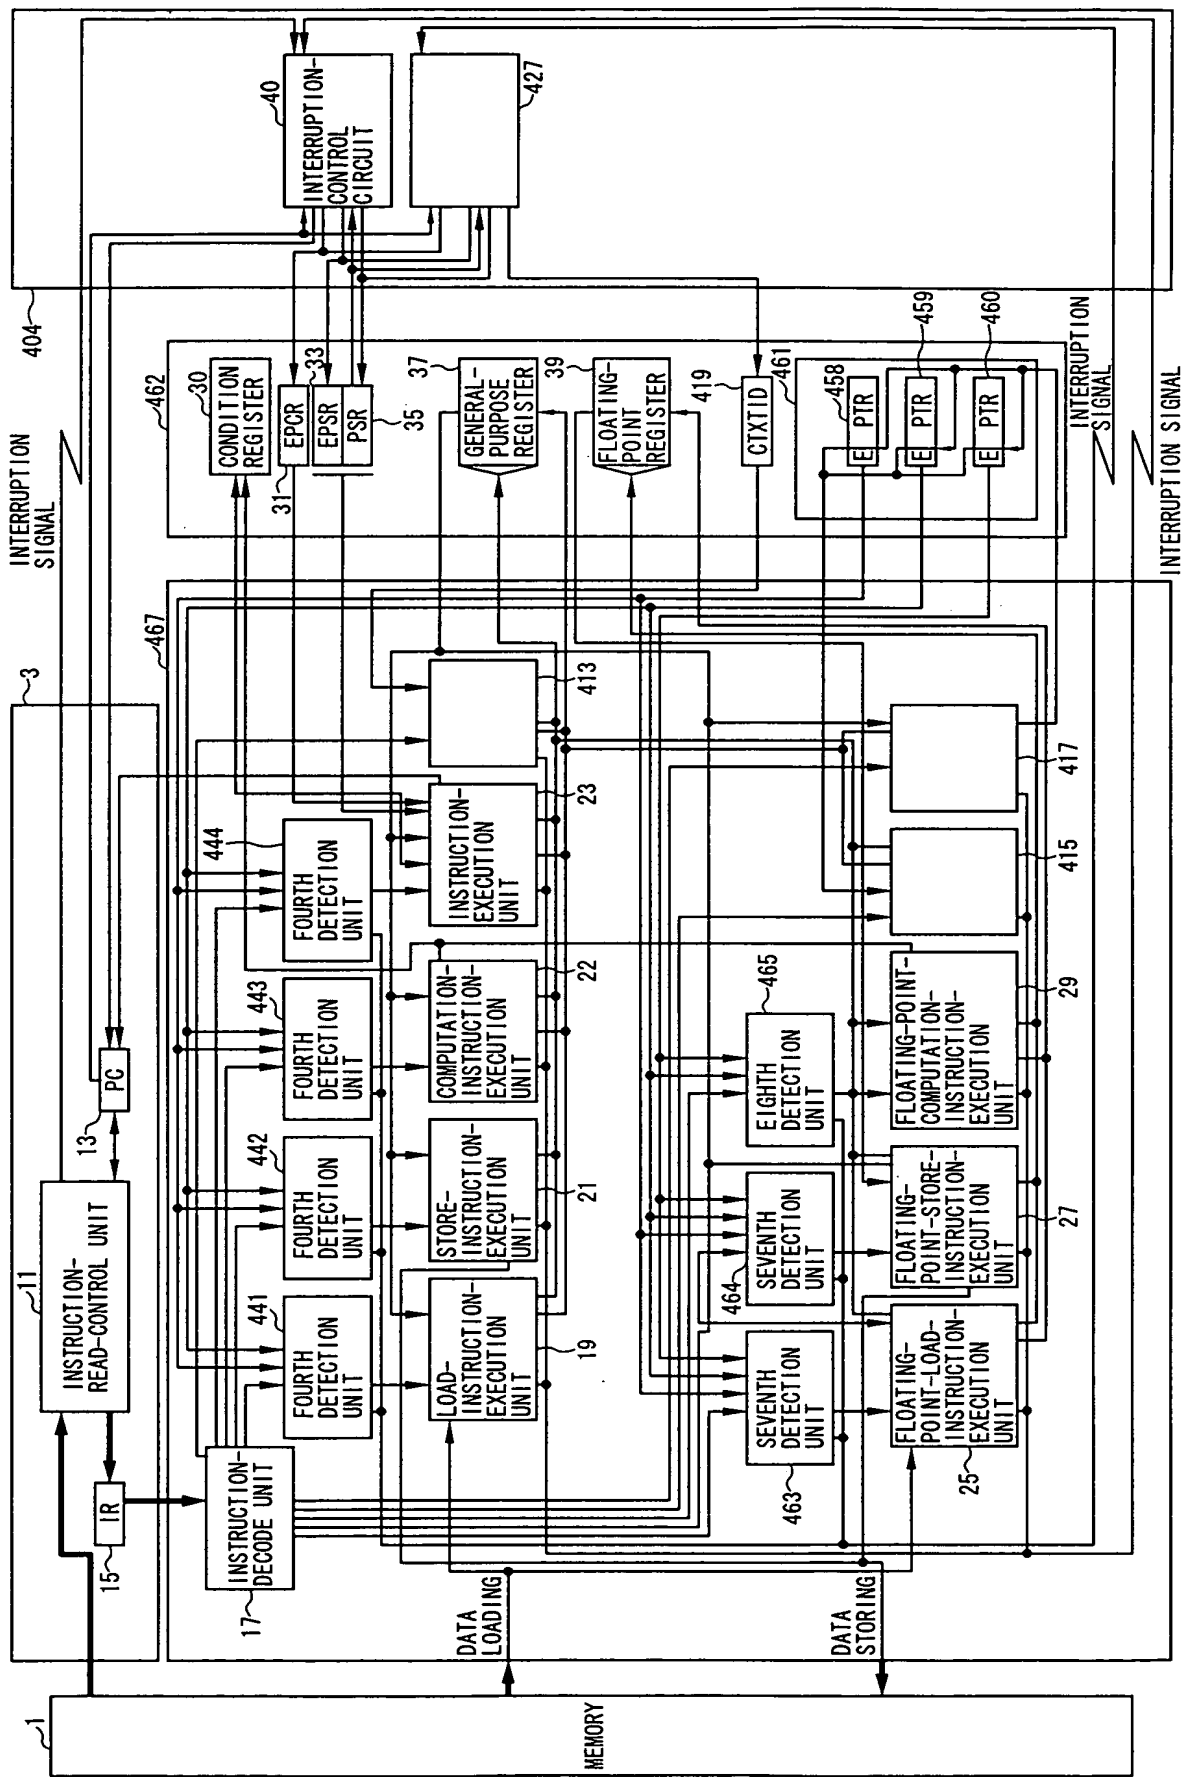 1
MEMORY
3
11
INSTRUCTION-
READ-CONTROL UNIT
13
PC
15
IR
INTERRUPTION
SIGNAL
467
17
INSTRUCTION-
DECODE UNIT
441
FOURTH
DETECTION
UNIT
442
FOURTH
DETECTION
UNIT
443
FOURTH
DETECTION
UNIT
444
FOURTH
DETECTION
UNIT
LOAD-
INSTRUCTION-
EXECUTION
UNIT
19
STORE-
INSTRUCTION-
EXECUTION
UNIT
21
COMPUTATION-
INSTRUCTION-
EXECUTION
UNIT
22
INSTRUCTION-
EXECUTION
UNIT
23
413
DATA
LOADING
DATA
STORING
463
SEVENTH
DETECTION
UNIT
464
SEVENTH
DETECTION
UNIT
465
EIGHTH
DETECTION
UNIT
FLOATING-
POINT-LOAD-
INSTRUCTION-
EXECUTION
UNIT
25
FLOATING-
POINT-STORE-
INSTRUCTION-
EXECUTION
UNIT
27
FLOATING-POINT-
COMPUTATION-
INSTRUCTION-
EXECUTION
UNIT
29
415
417
462
30
CONDITION
REGISTER
31
EPCR
33
EPSR
PSR
35
37
GENERAL-
PURPOSE
REGISTER
39
FLOATING-
POINT
REGISTER
CTXTID
419
461
458
E PTR
E PTR
459
E PTR
460
INTERRUPTION
SIGNAL
INTERRUPTION SIGNAL
404
40
INTERRUPTION-
CONTROL
CIRCUIT
427